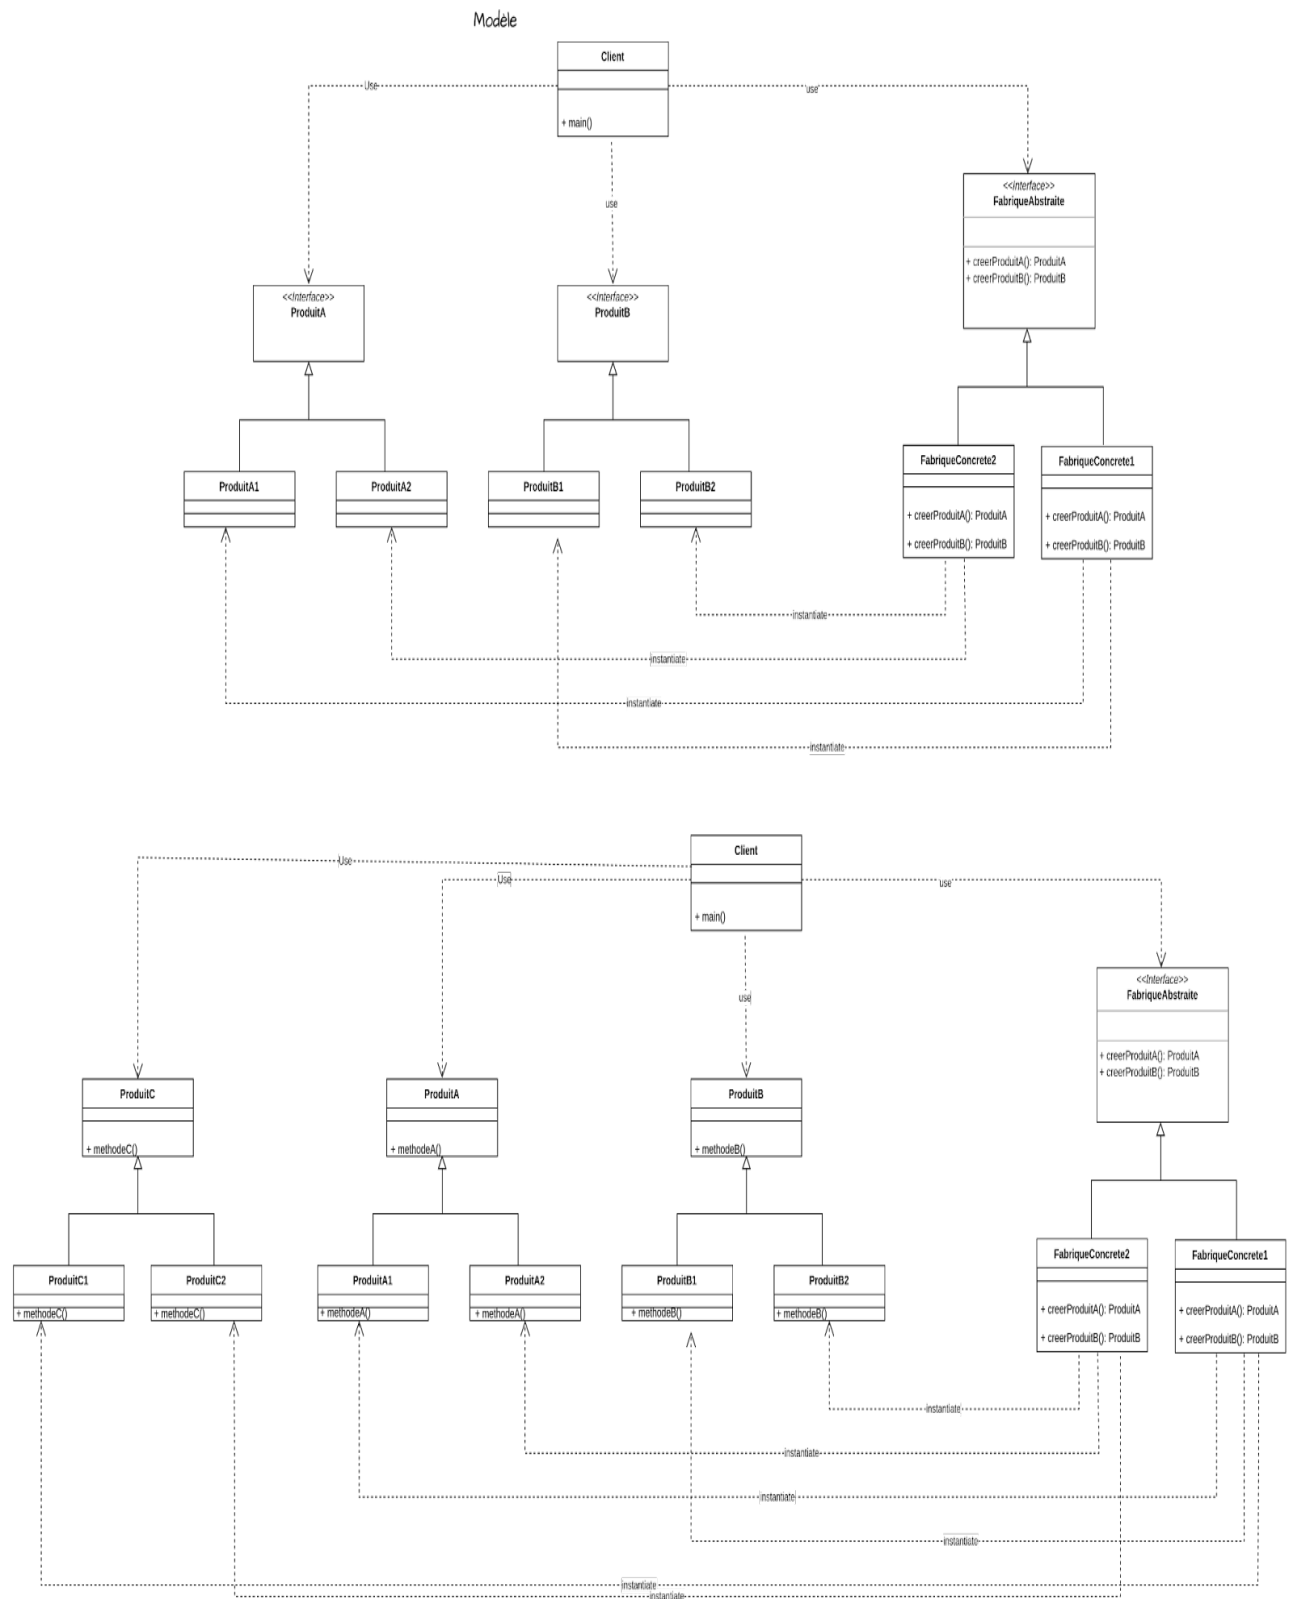 Modèle
Client
+ main()
Use
use
use
<<Interface>>
FabriqueAbstraite
+ creerProduitA(): ProduitA
+ creerProduitB(): ProduitB
<<Interface>>
ProduitA
<<Interface>>
ProduitB
ProduitA1
ProduitA2
ProduitB1
ProduitB2
FabriqueConcrete2
+ creerProduitA(): ProduitA
+ creerProduitB(): ProduitB
FabriqueConcrete1
+ creerProduitA(): ProduitA
+ creerProduitB(): ProduitB
instantiate
instantiate
instantiate
instantiate
Client
+ main()
Use
Use
use
use
<<Interface>>
FabriqueAbstraite
+ creerProduitA(): ProduitA
+ creerProduitB(): ProduitB
ProduitC
+ methodeC()
ProduitA
+ methodeA()
ProduitB
+ methodeB()
ProduitC1
+ methodeC()
ProduitC2
+ methodeC()
ProduitA1
+ methodeA()
ProduitA2
+ methodeA()
ProduitB1
+ methodeB()
ProduitB2
+ methodeB()
FabriqueConcrete2
+ creerProduitA(): ProduitA
+ creerProduitB(): ProduitB
FabriqueConcrete1
+ creerProduitA(): ProduitA
+ creerProduitB(): ProduitB
instantiate
instantiate
instantiate
instantiate
instantiate
instantiate